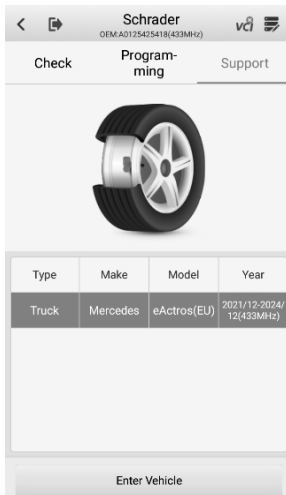 Schrader
OEM:A0125425418(433MHz)
vci
Check
Program-
ming
Support
Type Make Model Year
Truck Mercedes eActros(EU) 2021/12-2024/
12(433MHz)
Enter Vehicle